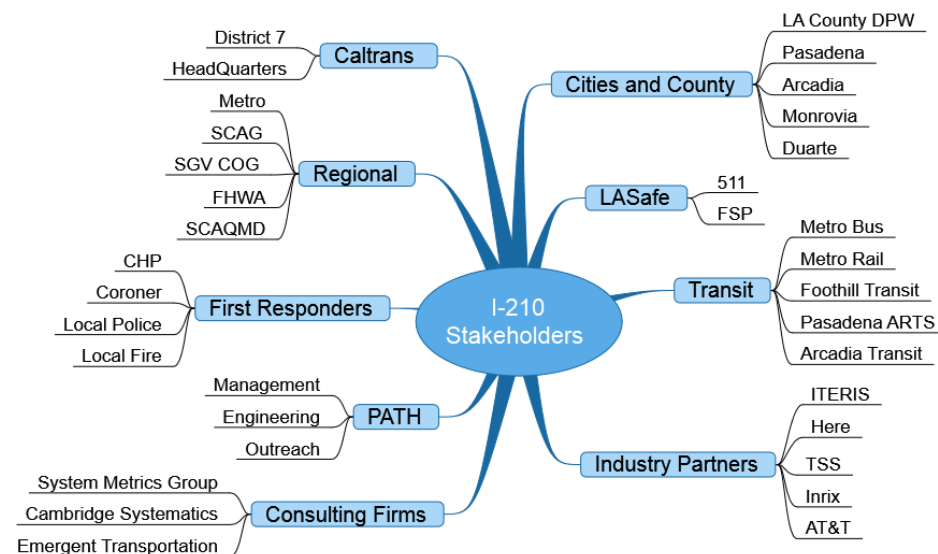 I-210
Stakeholders
Caltrans
District 7
HeadQuarters
Regional
Metro
SCAG
SGV COG
FHWA
SCAQMD
First Responders
CHP
Coroner
Local Police
Local Fire
PATH
Management
Engineering
Outreach
Consulting Firms
System Metrics Group
Cambridge Systematics
Emergent Transportation
Cities and County
LA County DPW
Pasadena
Arcadia
Monrovia
Duarte
LASafe
511
FSP
Transit
Metro Bus
Metro Rail
Foothill Transit
Pasadena ARTS
Arcadia Transit
Industry Partners
ITERIS
Here
TSS
Inrix
AT&T